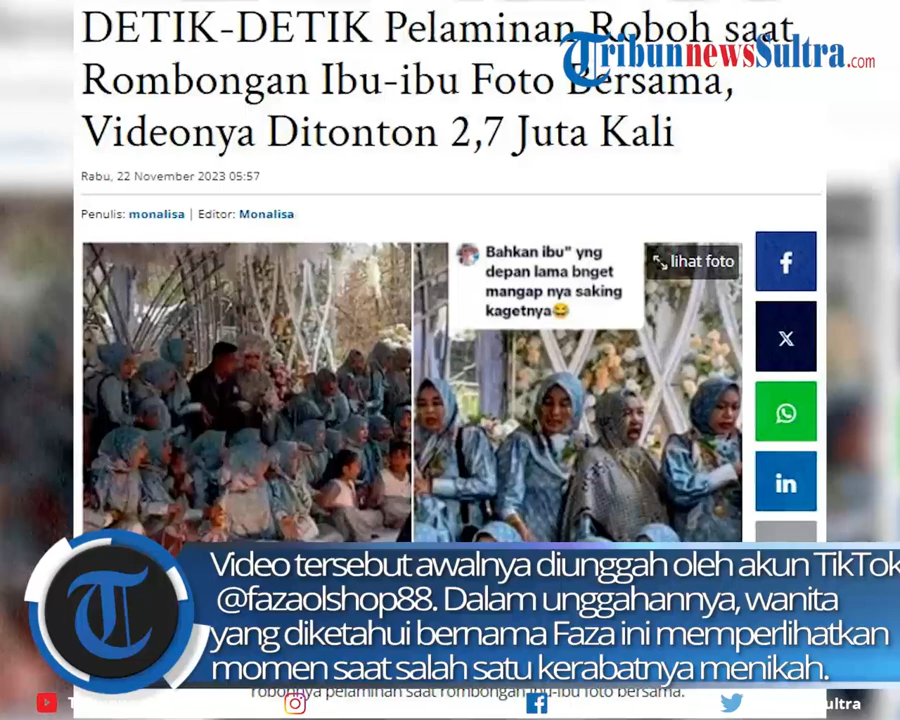 DETIK-DETIK Pelaminan Roboh saat
Rombongan Ibu-ibu Foto Bersama,
Videonya Ditonton 2,7 Juta Kali
TribunnewsSultra.com
Rabu, 22 November 2023 05:57
Penulis: monalisa | Editor: Monalisa
Bahkan ibu" yng
depan lama bnget
mangap nya saking
kagetnya😂
lihat foto
Video tersebut awalnya diunggah oleh akun TikTok
@fazaolshop88. Dalam unggahannya, wanita
yang diketahui bernama Faza ini memperlihatkan
momen saat salah satu kerabatnya menikah.
pelaminan saat rombongan ibu-ibu foto bersama.
ultra